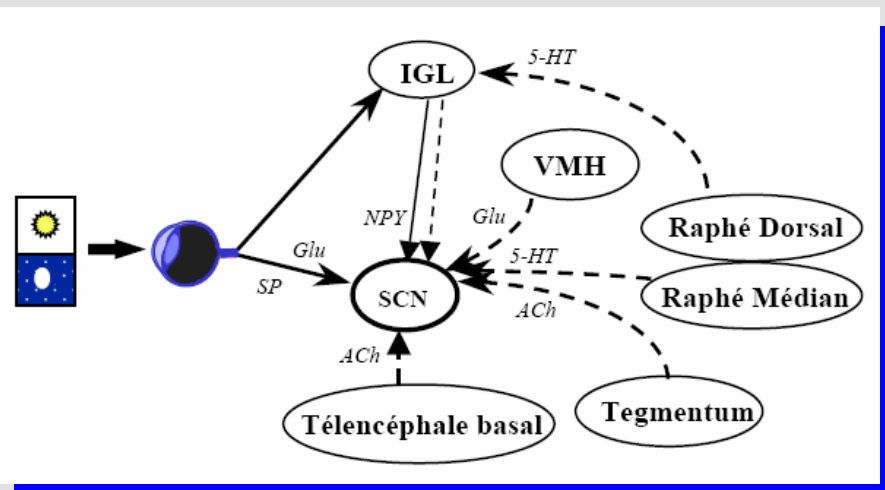 5-HT
IGL
VMH
NPY
Glu
Raphé Dorsal
Glu
5-HT
SP
SCN
Raphé Médian
ACh
ACh
Télencéphale basal
Tegmentum